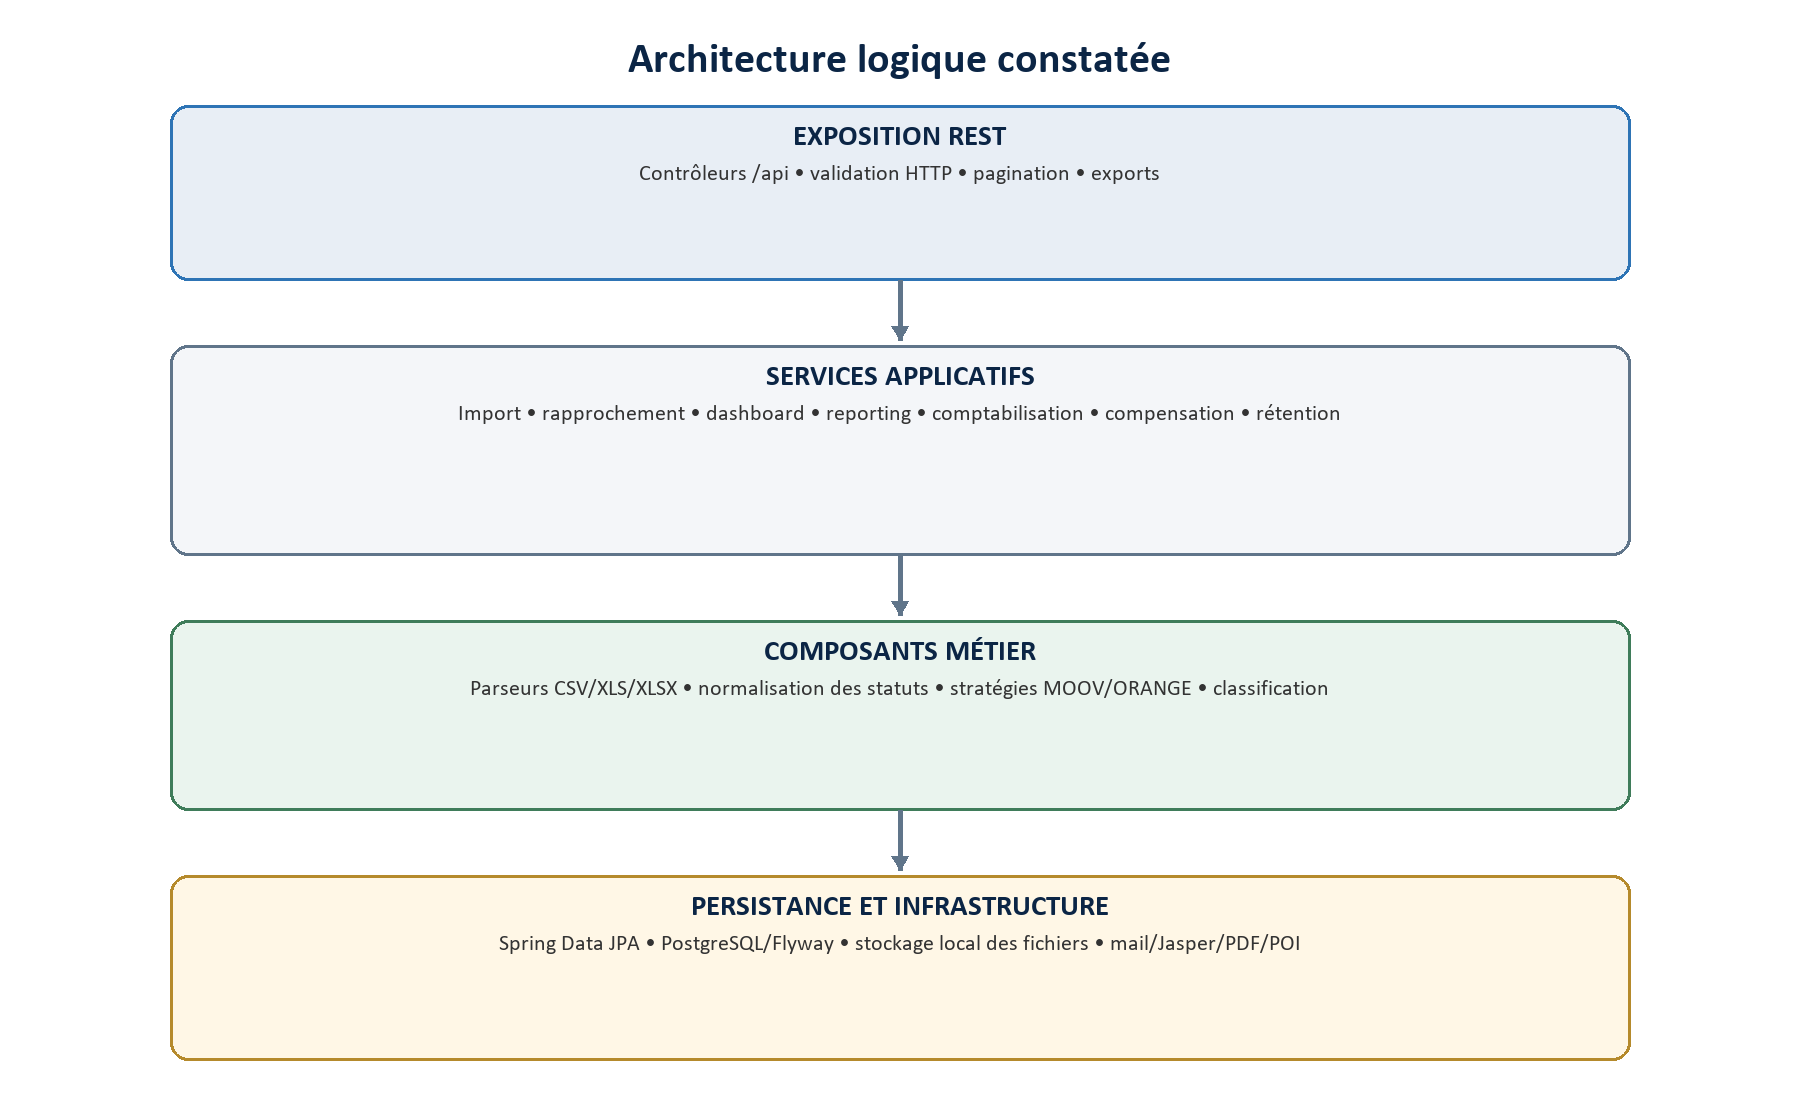 Architecture logique constatée
EXPOSITION REST
Contrôleurs /api • validation HTTP • pagination • exports
SERVICES APPLICATIFS
Import • rapprochement • dashboard • reporting • comptabilisation • compensation • rétention
COMPOSANTS MÉTIER
Parseurs CSV/XLS/XLSX • normalisation des statuts • stratégies MOOV/ORANGE • classification
PERSISTANCE ET INFRASTRUCTURE
Spring Data JPA • PostgreSQL/Flyway • stockage local des fichiers • mail/Jasper/PDF/POI